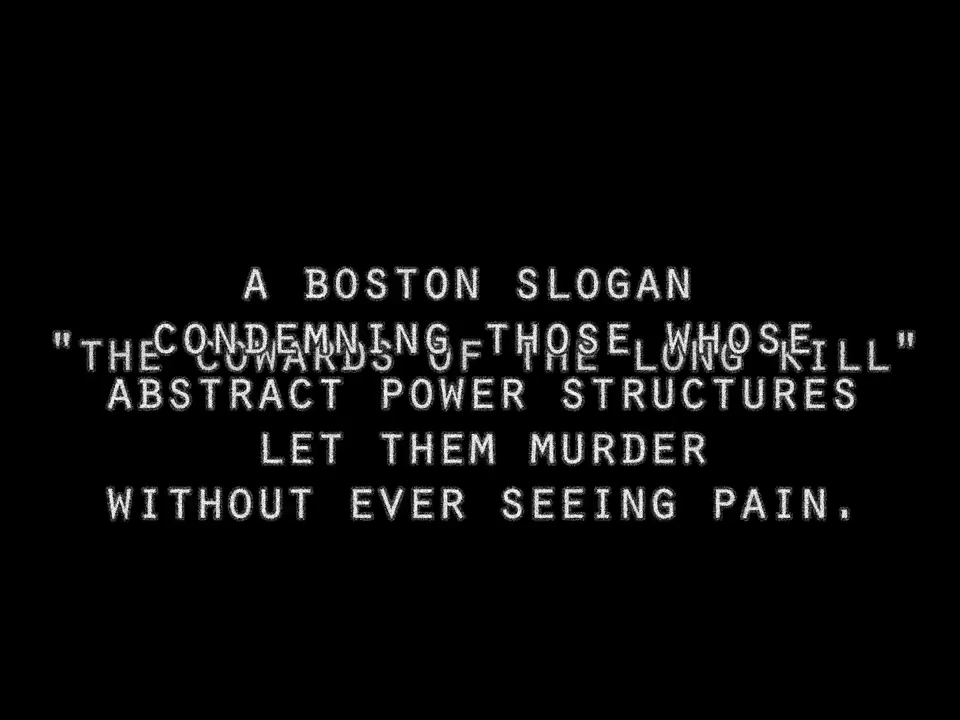 A BOSTON SLOGAN
CONDEMNING THOSE WHOSE
"THE COWARDS OF THE LONG KILL"
ABSTRACT POWER STRUCTURES
LET THEM MURDER
WITHOUT EVER SEEING PAIN.